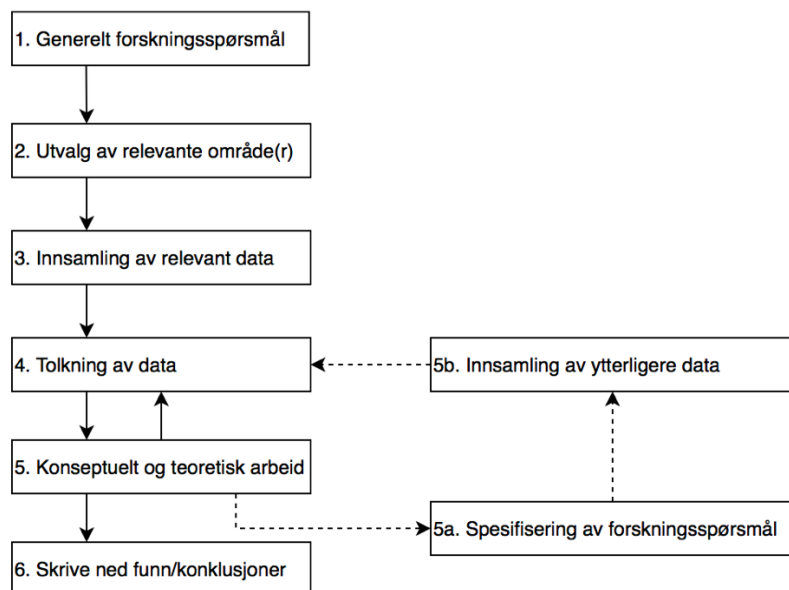 1. Generelt forskningsspørsmål
2. Utvalg av relevante område(r)
3. Innsamling av relevant data
4. Tolkning av data
5b. Innsamling av ytterligere data
5. Konseptuelt og teoretisk arbeid
5a. Spesifisering av forskningsspørsmål
6. Skrive ned funn/konklusjoner